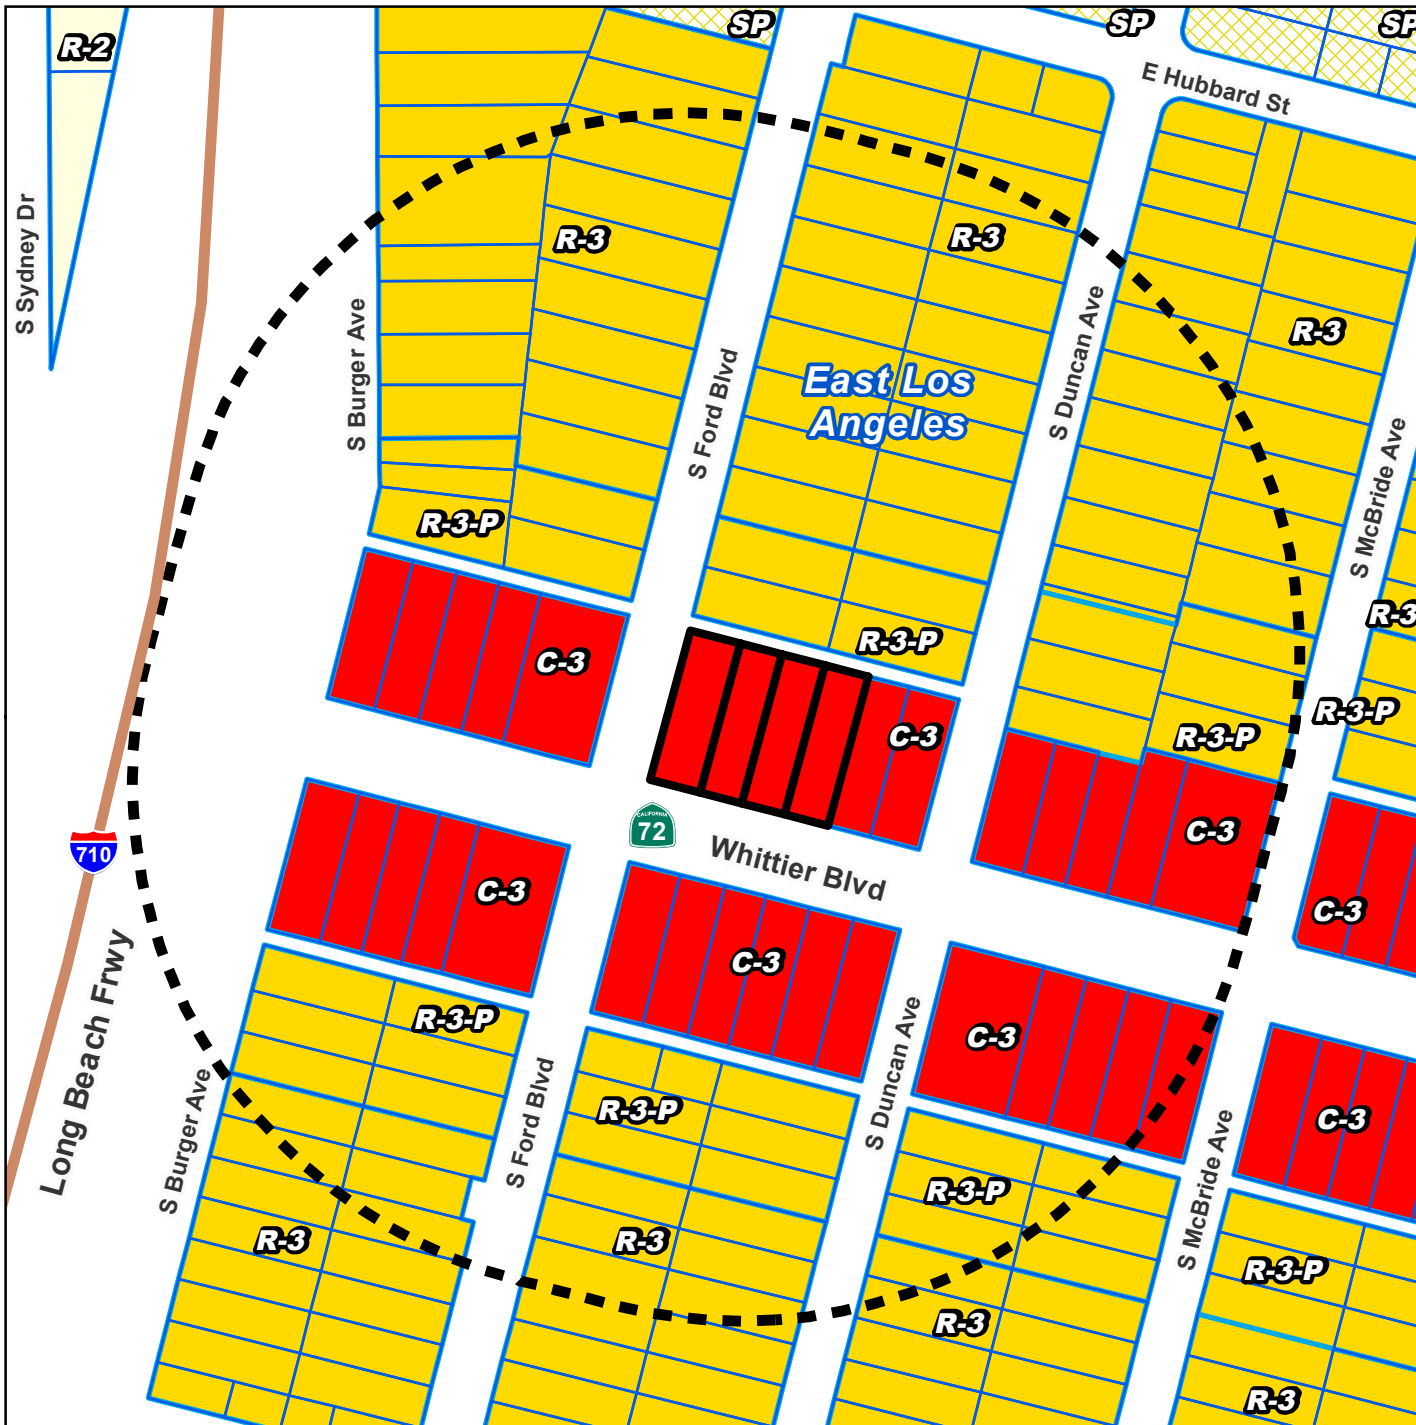 SP
SP
SP
R-2
E Hubbard St
S Sydney Dr
R-3
R-3
R-3
S Burger Ave
S Ford Blvd
S Duncan Ave
East Los
Angeles
S McBride Ave
R-3-P
R-3
R-3-P
C-3
R-3-P
R-3-P
C-3
CALIFORNIA
72
Whittier Blvd
C-3
710
C-3
C-3
C-3
Long Beach Frwy
R-3-P
C-3
S Duncan Ave
S Burger Ave
S Ford Blvd
R-3-P
C-3
S McBride Ave
R-3-P
R-3
R-3
R-3-P
R-3
R-3